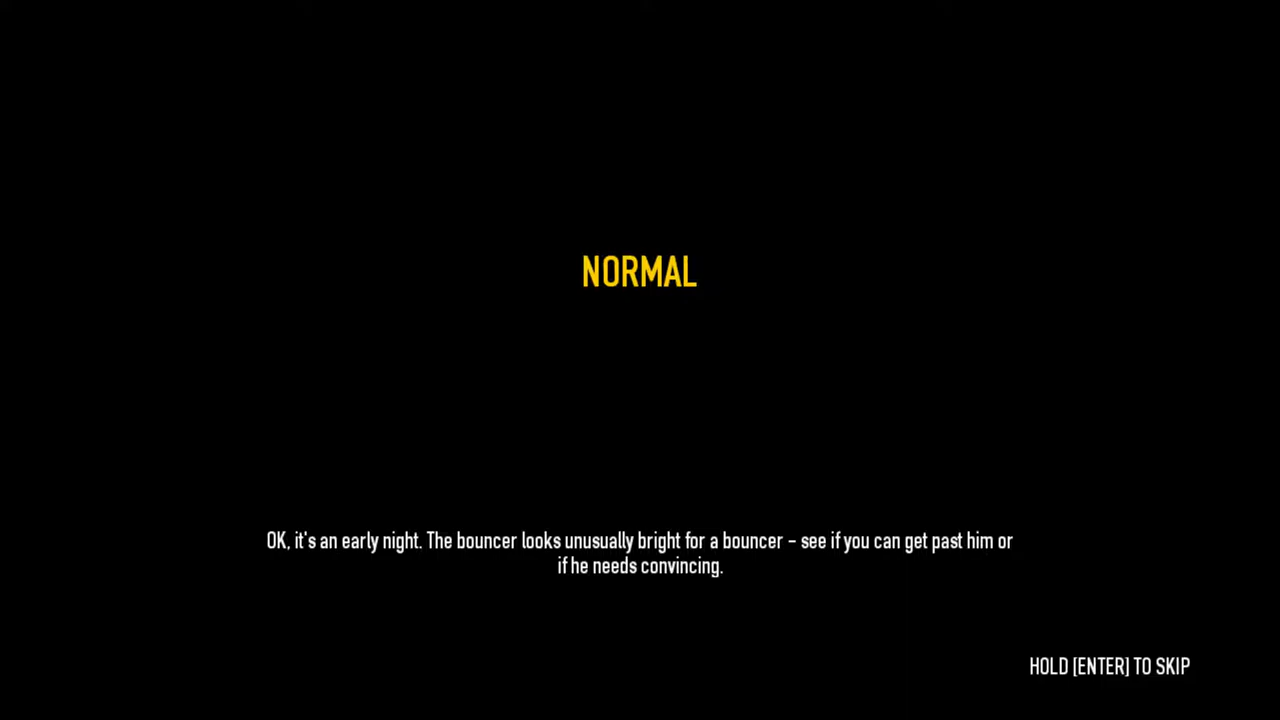 NORMAL
OK, it's an early night. The bouncer looks unusually bright for a bouncer – see if you can get past him or
if he needs convincing.
HOLD [ENTER] TO SKIP